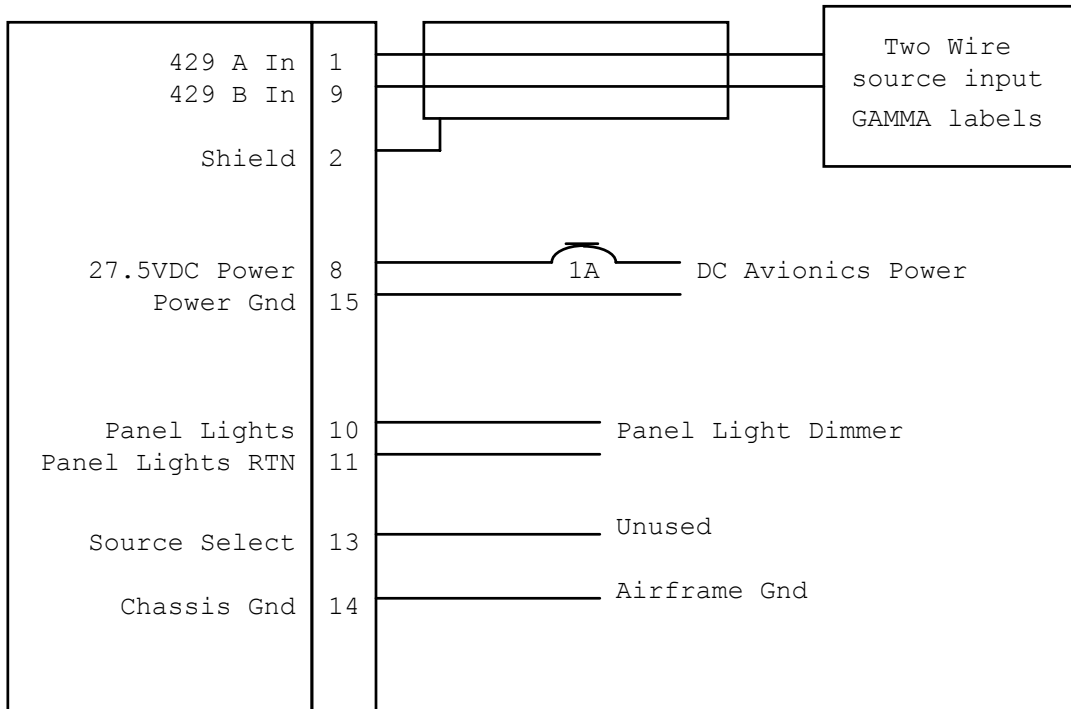 429 A In 1
429 B In 9
Shield 2
Two Wire
source input
GAMMA labels
27.5VDC Power 8 1A DC Avionics Power
Power Gnd 15
Panel Lights 10 Panel Light Dimmer
Panel Lights RTN 11
Source Select 13 Unused
Chassis Gnd 14 Airframe Gnd